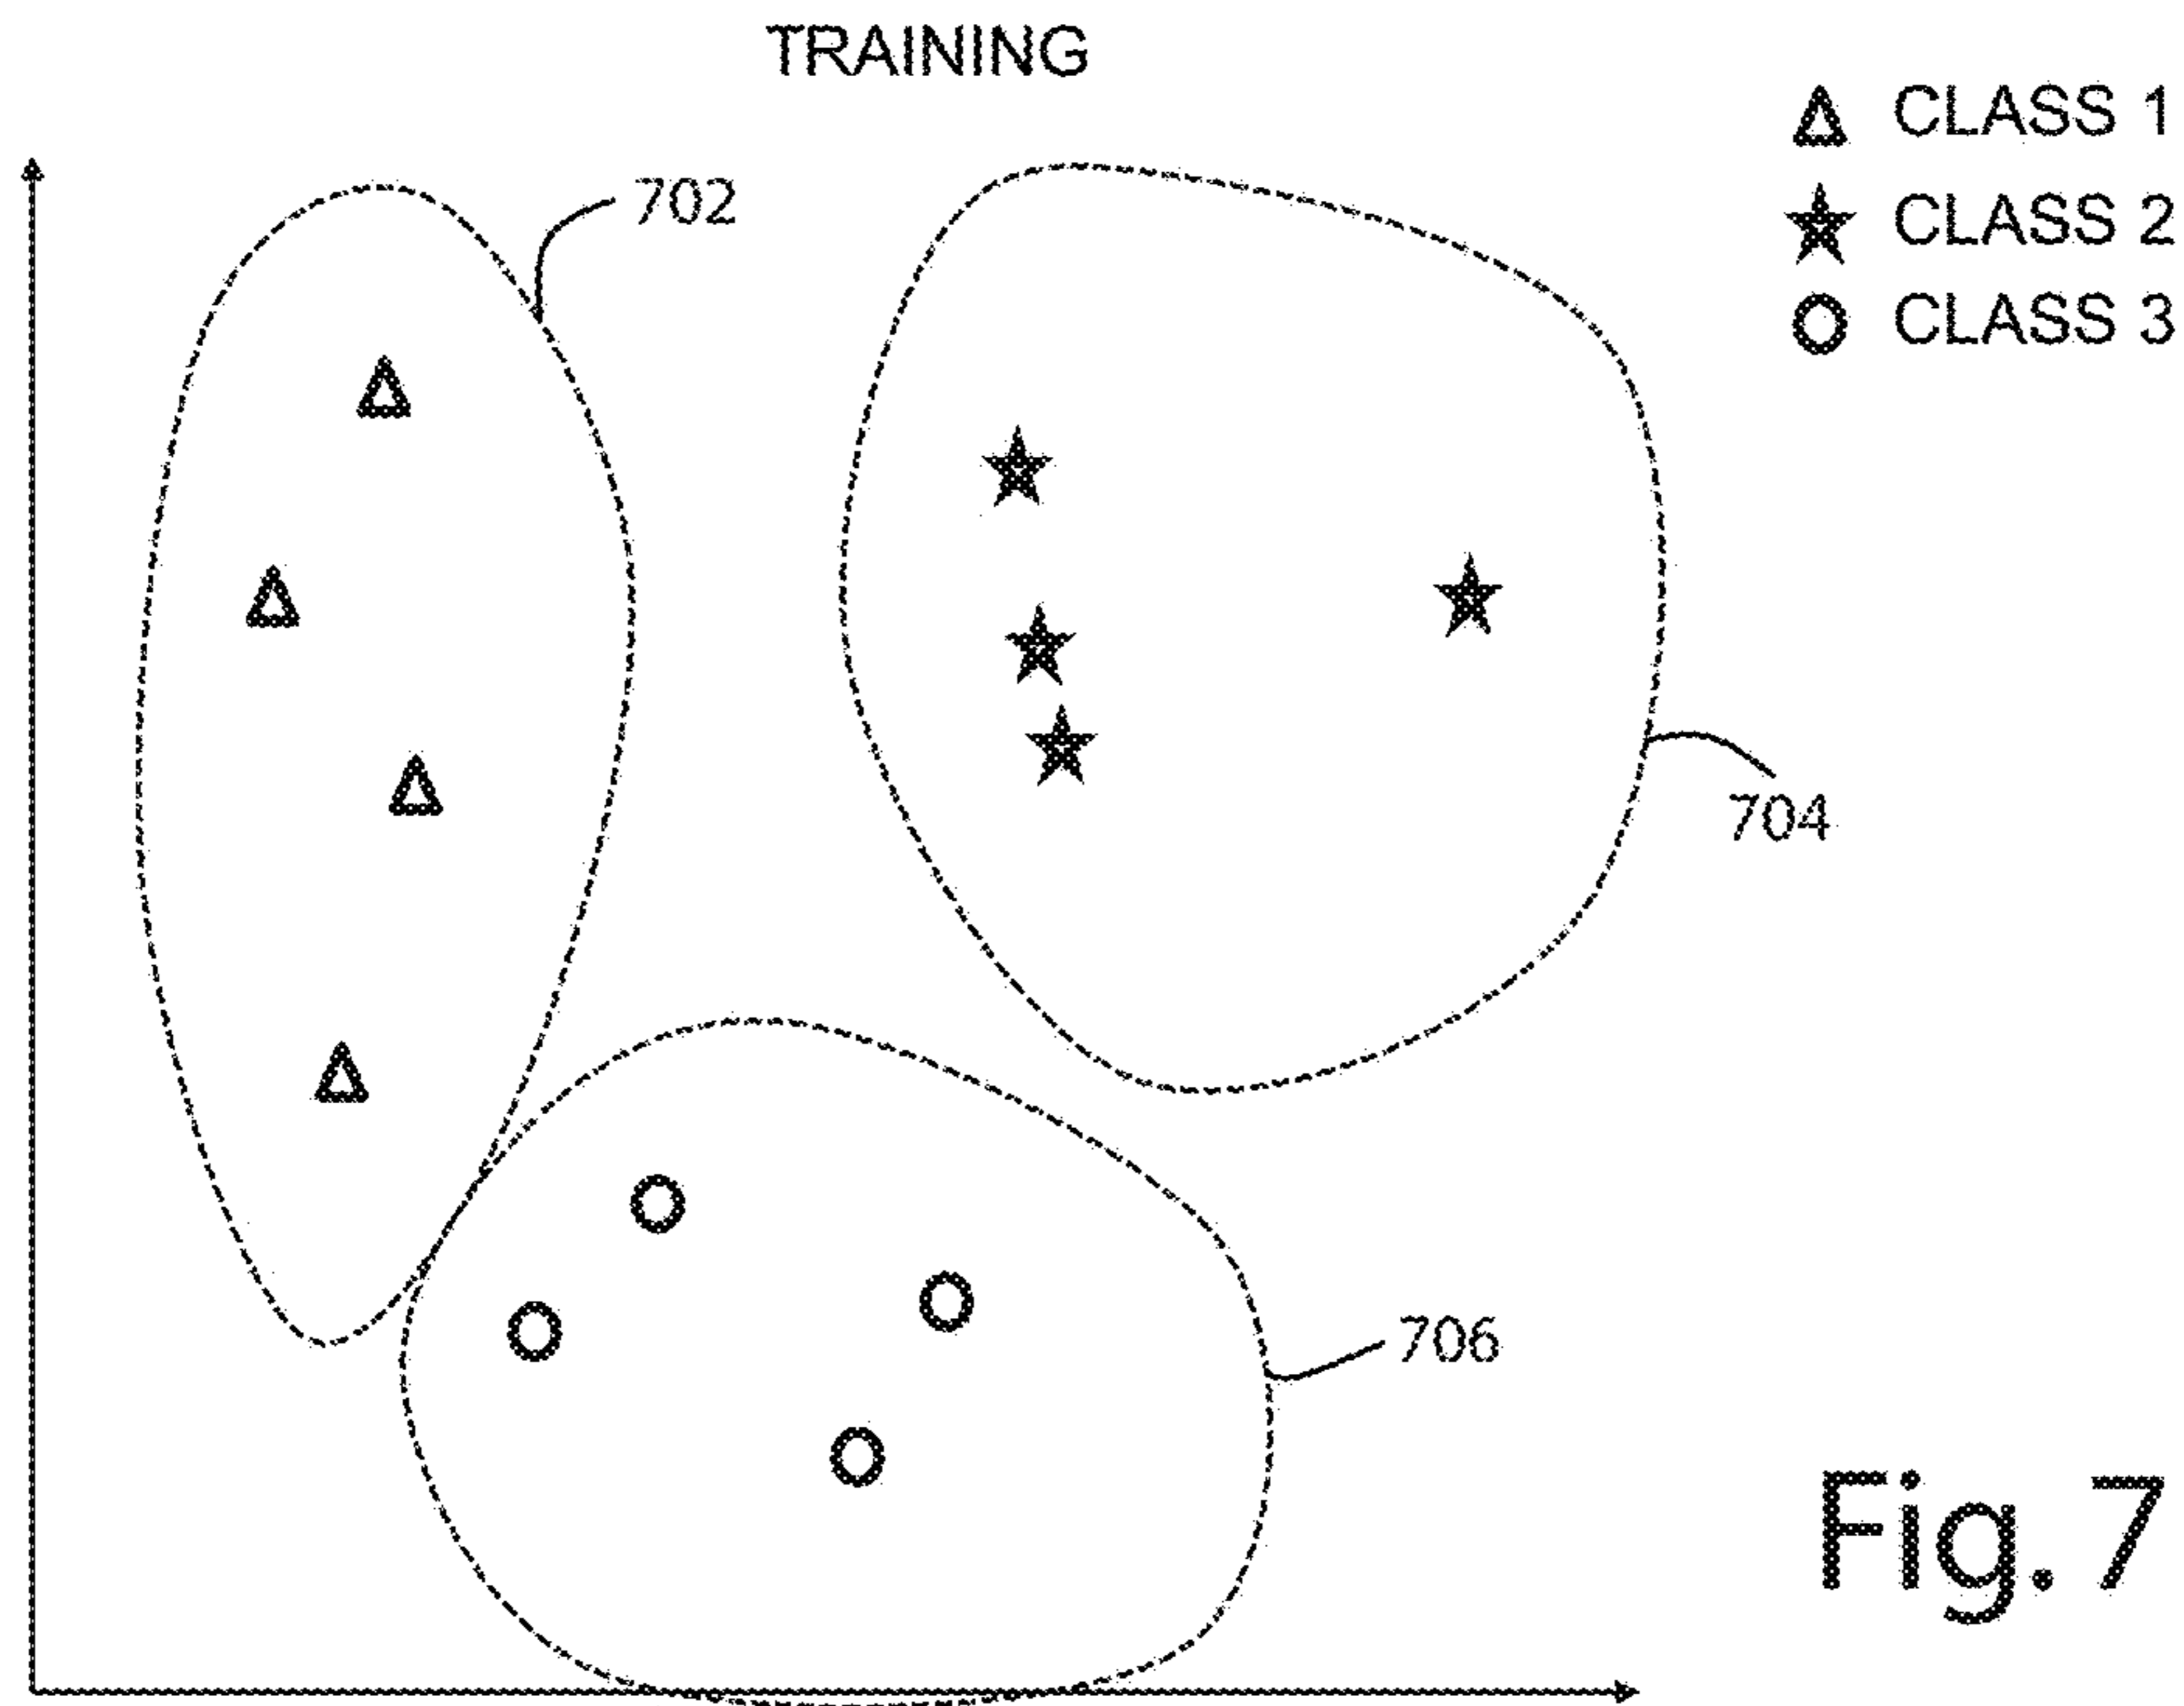 TRAINING
CLASS 1
CLASS 2
CLASS 3
702
704
706
Fig.7